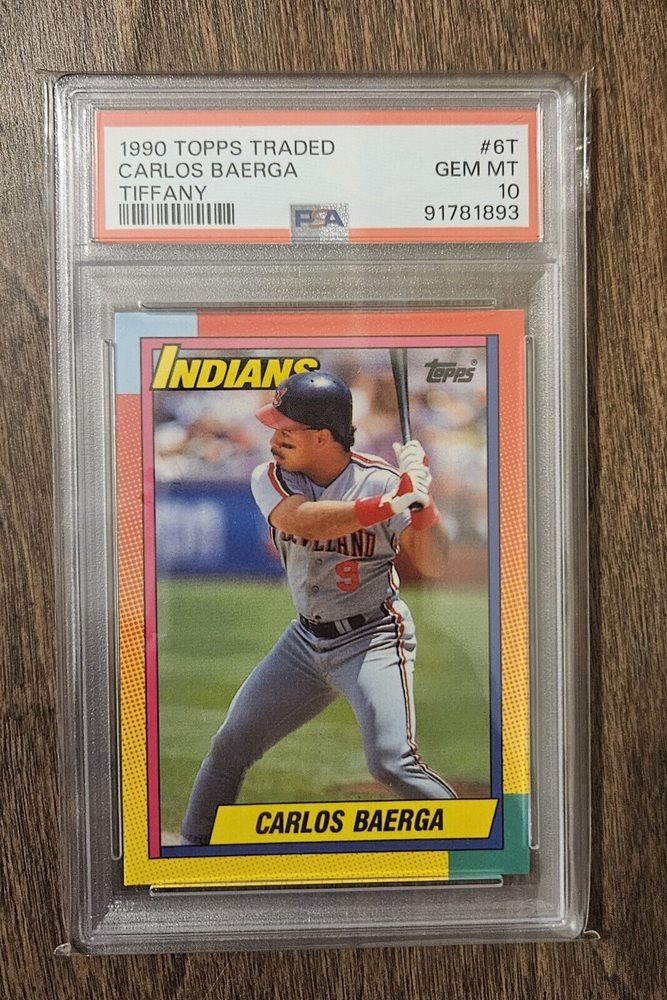 1990 TOPPS TRADED #6T
CARLOS BAERGA GEM MT
TIFFANY 10
PSA 91781893
INDIANS
topps®
CLEVELAND
9
CARLOS BAERGA